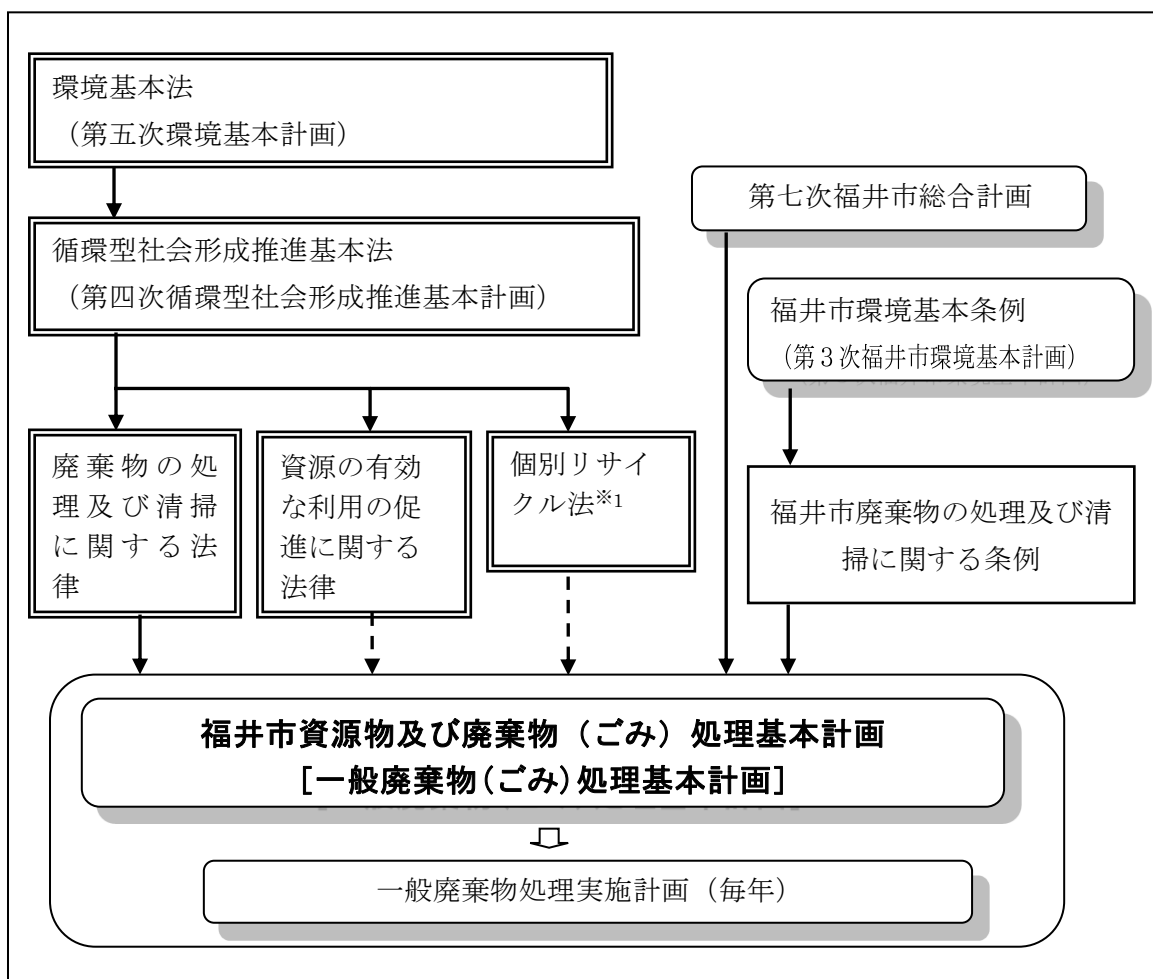 環境基本法
（第五次環境基本計画）
循環型社会形成推進基本法
（第四次循環型社会形成推進基本計画）
第七次福井市総合計画
福井市環境基本条例
（第３次福井市環境基本計画）
廃棄物の処
理及び清掃
に関する法
律
資源の有効
な利用の促
進に関する
法律
個別リサイ
クル法※1
福井市廃棄物の処理及び清
掃に関する条例
福井市資源物及び廃棄物（ごみ）処理基本計画
[一般廃棄物(ごみ)処理基本計画]
一般廃棄物処理実施計画（毎年）